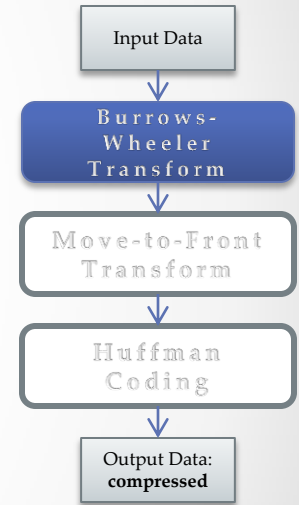 Input Data
Burrows-
Wheeler
Transform
Move-to-Front
Transform
Huffman
Coding
Output Data:
compressed